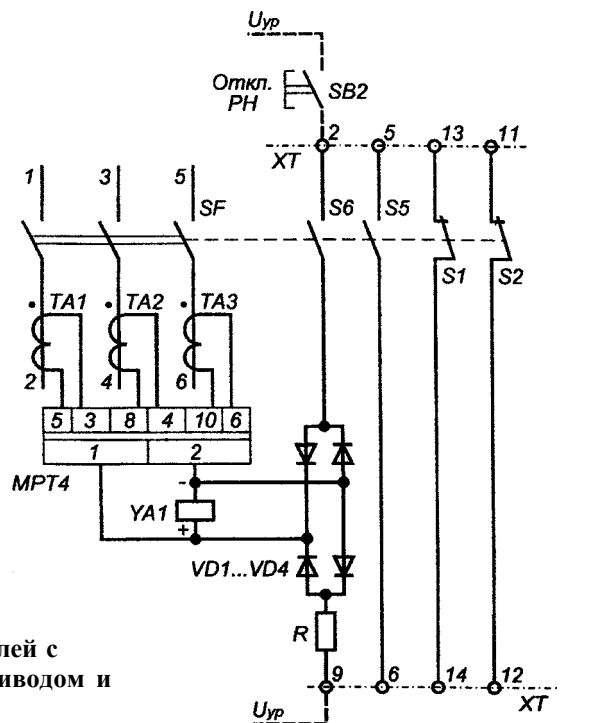 Uур
Откл.
РН
SB2
2 5 13 11
XT
1 3 5
SF
S6 S5
S1 S2
TA1 TA2 TA3
2 4 6
5 3 8 4 10 6
1 2
МРТ4
-
YA1
+
VD1...VD4
R
лей с
иводом и
9 6 14 12
Uур
XT